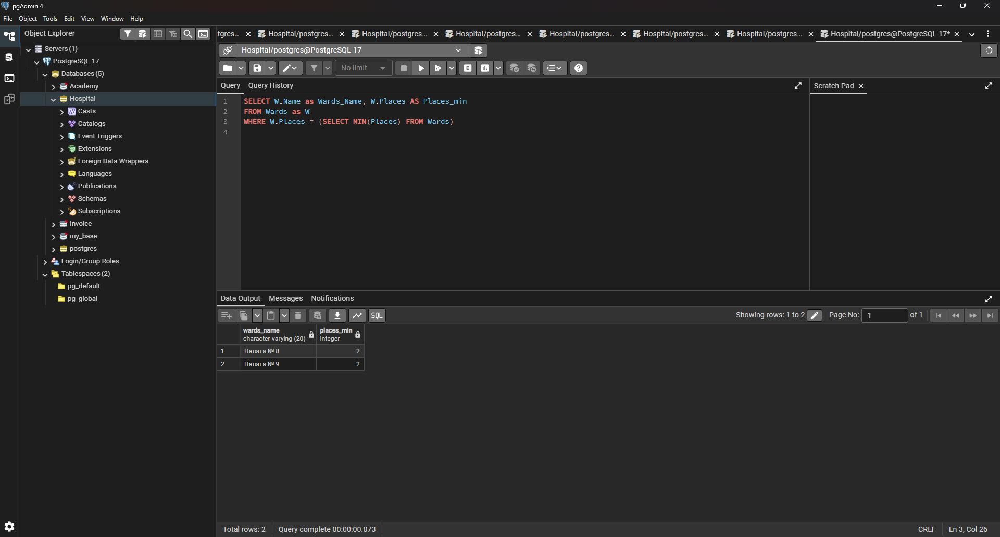 pgAdmin 4
File Object Tools Edit View Window Help
Object Explorer
Servers (1)
PostgreSQL 17
Databases (5)
Academy
Hospital
Casts
Catalogs
Event Triggers
Extensions
Foreign Data Wrappers
Languages
Publications
Schemas
Subscriptions
Invoice
my_base
postgres
Login/Group Roles
Tablespaces (2)
pg_default
pg_global
tgres... Hospital/postgres... Hospital/postgres... Hospital/postgres... Hospital/postgres... Hospital/postgres... Hospital/postgres... Hospital/postgres@PostgreSQL 17*
Hospital/postgres@PostgreSQL 17
No limit
Query Query History
Scratch Pad
1 SELECT W.Name as Wards_Name, W.Places AS Places_min
2 FROM Wards as W
3 WHERE W.Places = (SELECT MIN(Places) FROM Wards)
4
Data Output Messages Notifications
SQL Showing rows: 1 to 2 Page No: 1 of 1
wards_name places_min
character varying (20) integer
1 Палата № 8 2
2 Палата № 9 2
Total rows: 2 Query complete 00:00:00.073 CRLF Ln 3, Col 26